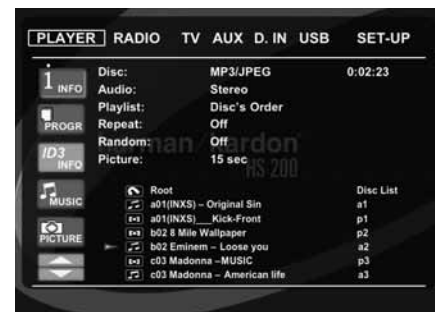 PLAYER RADIO TV AUX D. IN USB SET-UP
1 INFO
Disc: MP3/JPEG 0:02:23
Audio: Stereo
Playlist: Disc's Order
PROGR
Repeat: Off
Random: Off
harman/kardon
HS 200
ID3 INFO
Picture: 15 sec
MUSIC
PICTURE
Root Disc List
a01(INXS) – Original Sin a1
a01(INXS)___Kick-Front p1
b02 8 Mile Wallpaper p2
b02 Eminem – Loose you a2
c03 Madonna –MUSIC p3
c03 Madonna – American life a3